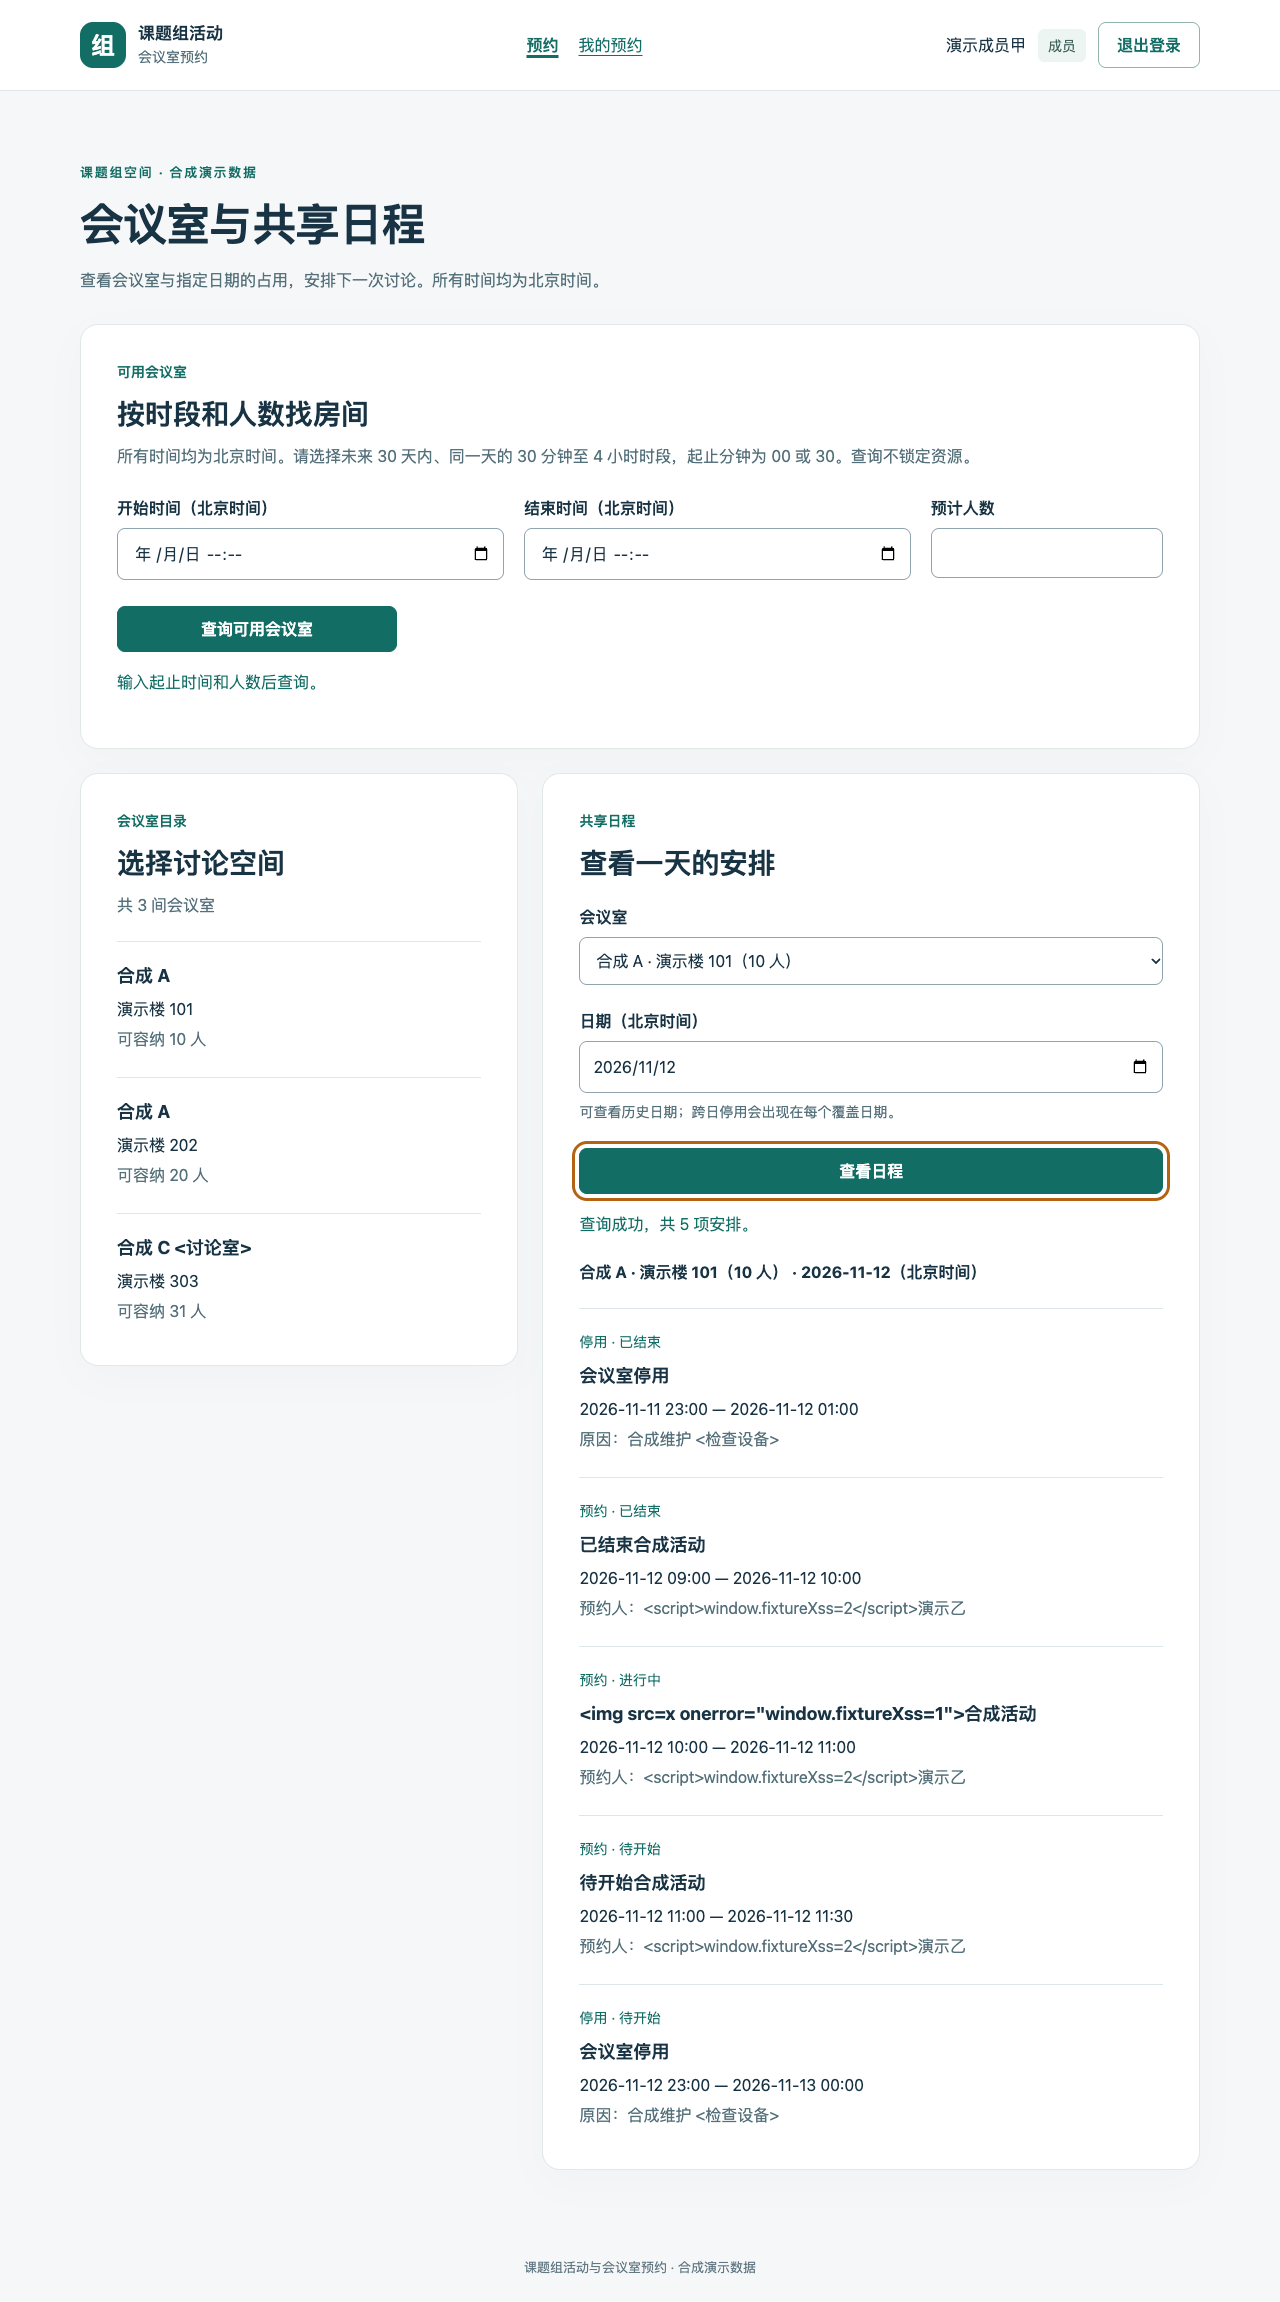 组
课题组活动
会议室预约
预约
我的预约
演示成员甲
成员
退出登录
课题组空间 · 合成演示数据
会议室与共享日程
查看会议室与指定日期的占用，安排下一次讨论。所有时间均为北京时间。
可用会议室
按时段和人数找房间
所有时间均为北京时间。请选择未来 30 天内、同一天的 30 分钟至 4 小时时段，起止分钟为 00 或 30。查询不锁定资源。
开始时间（北京时间）
年 /月/日 --:--
结束时间（北京时间）
年 /月/日 --:--
预计人数
查询可用会议室
输入起止时间和人数后查询。
会议室目录
选择讨论空间
共 3 间会议室
合成 A
演示楼 101
可容纳 10 人
合成 A
演示楼 202
可容纳 20 人
合成 C <讨论室>
演示楼 303
可容纳 31 人
共享日程
查看一天的安排
会议室
合成 A · 演示楼 101（10 人）
日期（北京时间）
2026/11/12
可查看历史日期；跨日停用会出现在每个覆盖日期。
查看日程
查询成功，共 5 项安排。
合成 A · 演示楼 101（10 人） · 2026-11-12（北京时间）
停用 · 已结束
会议室停用
2026-11-11 23:00 — 2026-11-12 01:00
原因：合成维护 <检查设备>
预约 · 已结束
已结束合成活动
2026-11-12 09:00 — 2026-11-12 10:00
预约人：<script>window.fixtureXss=2</script>演示乙
预约 · 进行中
<img src=x onerror="window.fixtureXss=1">合成活动
2026-11-12 10:00 — 2026-11-12 11:00
预约人：<script>window.fixtureXss=2</script>演示乙
预约 · 待开始
待开始合成活动
2026-11-12 11:00 — 2026-11-12 11:30
预约人：<script>window.fixtureXss=2</script>演示乙
停用 · 待开始
会议室停用
2026-11-12 23:00 — 2026-11-13 00:00
原因：合成维护 <检查设备>
课题组活动与会议室预约 · 合成演示数据